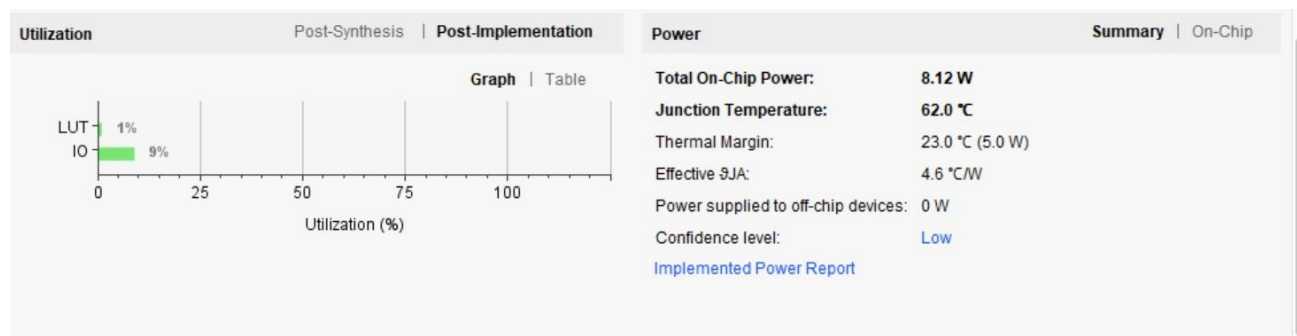 Utilization
Post-Synthesis | Post-Implementation
Graph | Table
LUT 1%
IO 9%
0 25 50 75 100
Utilization (%)
Power
Summary | On-Chip
Total On-Chip Power: 8.12 W
Junction Temperature: 62.0 °C
Thermal Margin: 23.0 °C (5.0 W)
Effective ϑJA: 4.6 °C/W
Power supplied to off-chip devices: 0 W
Confidence level: Low
Implemented Power Report